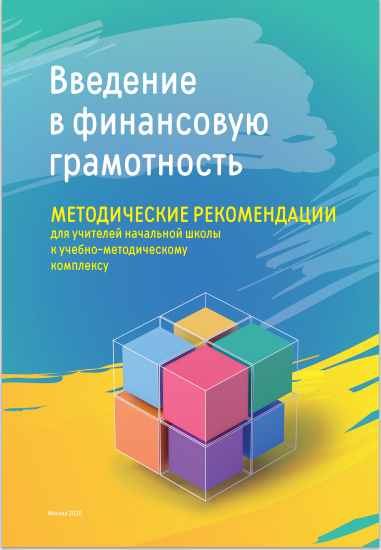 Введение
в финансовую
грамотность
МЕТОДИЧЕСКИЕ РЕКОМЕНДАЦИИ
для учителей начальной школы
к учебно-методическому
комплексу
Москва 2020